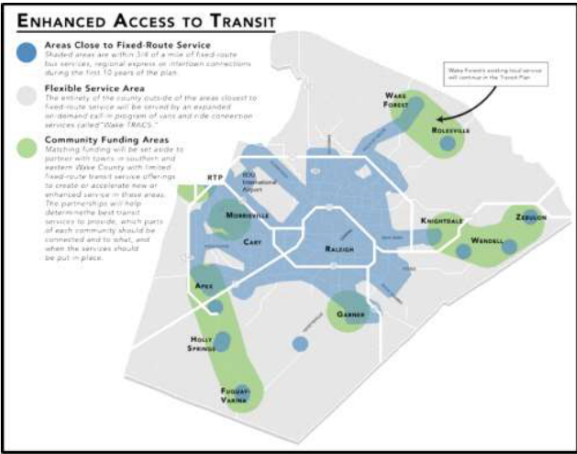 ENHANCED ACCESS TO TRANSIT
Areas Close to Fixed-Route Service
Shaded areas are within 3/4 of a mile of fixed-route
bus services, regional express or intertown connections
during the first 10 years of the plan.
Flexible Service Area
The entirety of the county outside of the areas closest to
fixed-route service will be served by an expanded
on-demand call in program of vans and ride connection
services called "Wake TRACS."
Community Funding Areas
Matching funding will be set aside to
partner with towns in southern and
eastern Wake County with limited
fixed-route transit service offerings
to create or accelerate new or
enhanced service in these areas.
The partnerships will help
determine the best transit
services to provide, which parts
of each community should be
connected and to what, and
when the services should
be put in place.
Wake Forest's existing local service
will continue in the Transit Plan
WAKE
FOREST
ROLESVILLE
RTP
RDU
International
Airport
MORRISVILLE
CARY
RALEIGH
KNIGHTDALE
ZEBULON
WENDELL
APEX
GARNER
HOLLY
SPRINGS
FUQUAY-
VARINA